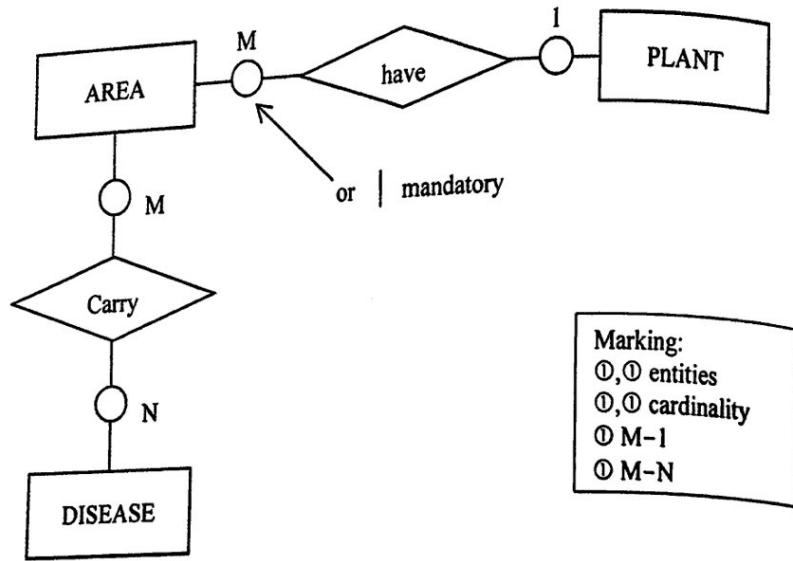 M
1
AREA
have
PLANT
or | mandatory
M
Carry
N
DISEASE
Marking:
①,① entities
①,① cardinality
① M-1
① M-N